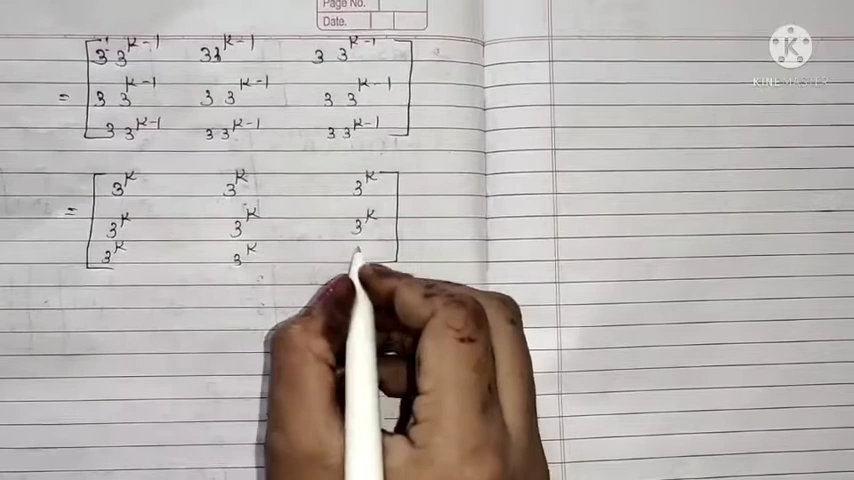 Page No.
Date.
3 3^{K-1} 3 3^{K-1} 3 3^{K-1}
= 3 3^{K-1} 3 3^{K-1} 3 3^{K-1}
3 3^{K-1} 3 3^{K-1} 3 3^{K-1}
3^K 3^K 3^K
= 3^K 3^K 3^K
3^K 3^K
K
KINEMASTER